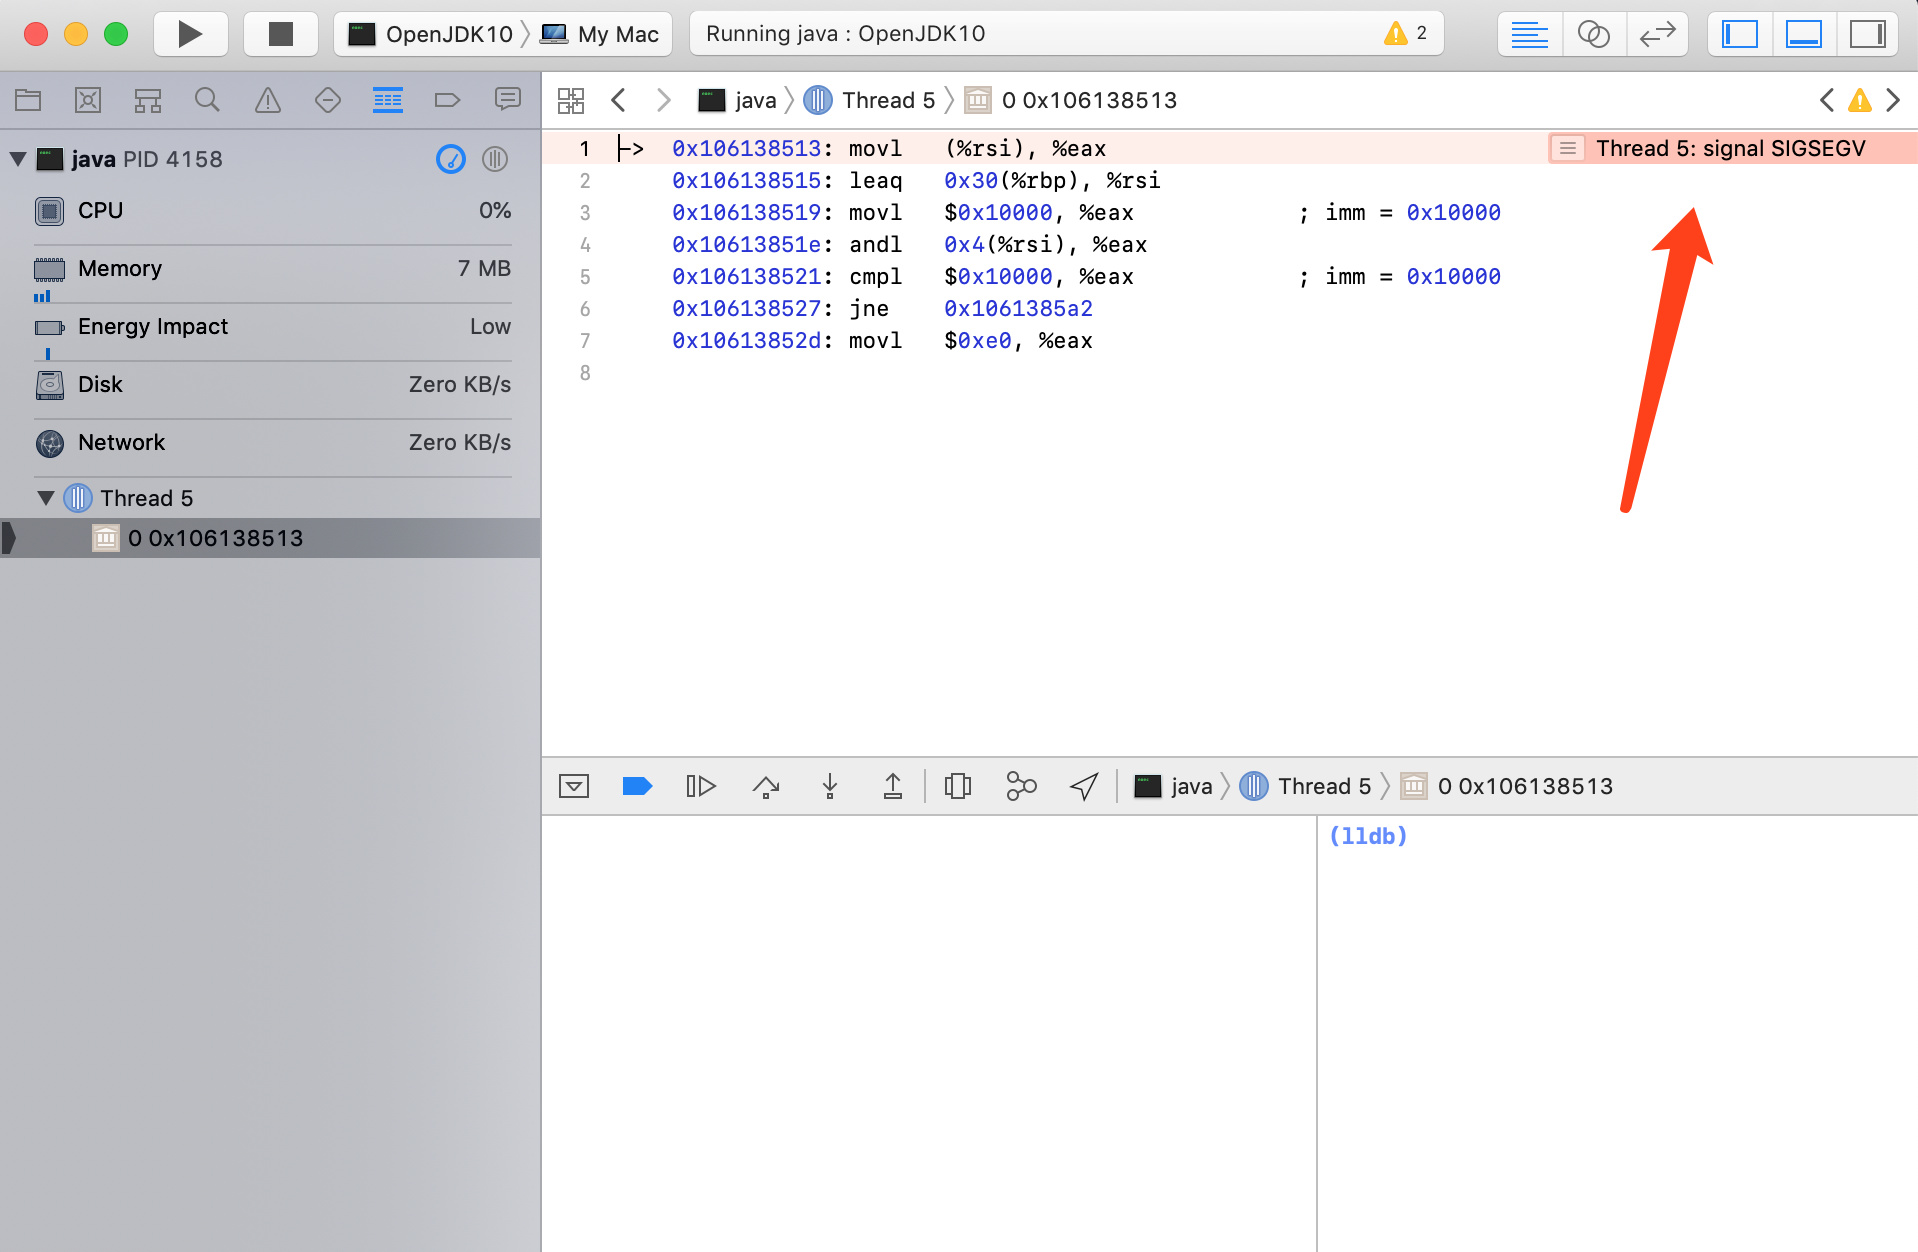 OpenJDK10 My Mac
Running java : OpenJDK10
2
java PID 4158
CPU 0%
Memory 7 MB
Energy Impact Low
Disk Zero KB/s
Network Zero KB/s
Thread 5
0 0x106138513
java Thread 5 0 0x106138513
1 -> 0x106138513: movl (%rsi), %eax
Thread 5: signal SIGSEGV
2 0x106138515: leaq 0x30(%rbp), %rsi
3 0x106138519: movl $0x10000, %eax ; imm = 0x10000
4 0x10613851e: andl 0x4(%rsi), %eax
5 0x106138521: cmpl $0x10000, %eax ; imm = 0x10000
6 0x106138527: jne 0x1061385a2
7 0x10613852d: movl $0xe0, %eax
8
java Thread 5 0 0x106138513
(lldb)